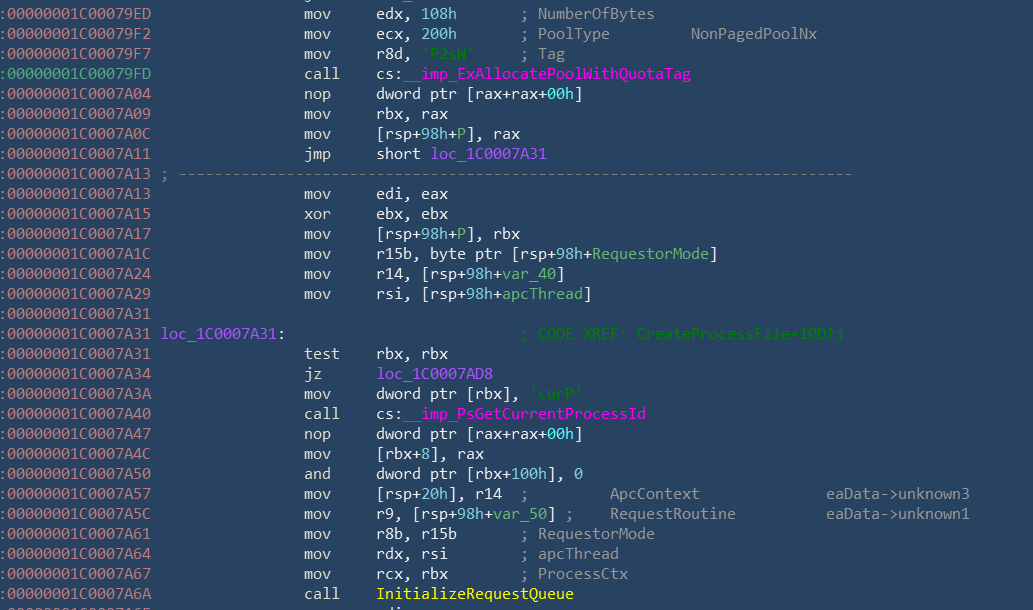 :00000001C00079ED mov edx, 108h ; NumberOfBytes
:00000001C00079F2 mov ecx, 200h ; PoolType NonPagedPoolNx
:00000001C00079F7 mov r8d, 'P2sW' ; Tag
:00000001C00079FD call cs:__imp_ExAllocatePoolWithQuotaTag
:00000001C0007A04 nop dword ptr [rax+rax+00h]
:00000001C0007A09 mov rbx, rax
:00000001C0007A0C mov [rsp+98h+P], rax
:00000001C0007A11 jmp short loc_1C0007A31
:00000001C0007A13 ; ---------------------------------------------------------------------------
:00000001C0007A13 mov edi, eax
:00000001C0007A15 xor ebx, ebx
:00000001C0007A17 mov [rsp+98h+P], rbx
:00000001C0007A1C mov r15b, byte ptr [rsp+98h+RequestorMode]
:00000001C0007A24 mov r14, [rsp+98h+var_40]
:00000001C0007A29 mov rsi, [rsp+98h+apcThread]
:00000001C0007A31
:00000001C0007A31 loc_1C0007A31: ; CODE XREF: CreateProcessFile+10D↑j
:00000001C0007A31 test rbx, rbx
:00000001C0007A34 jz loc_1C0007AD8
:00000001C0007A3A mov dword ptr [rbx], 'corP'
:00000001C0007A40 call cs:__imp_PsGetCurrentProcessId
:00000001C0007A47 nop dword ptr [rax+rax+00h]
:00000001C0007A4C mov [rbx+8], rax
:00000001C0007A50 and dword ptr [rbx+100h], 0
:00000001C0007A57 mov [rsp+20h], r14 ; ApcContext eaData->unknown3
:00000001C0007A5C mov r9, [rsp+98h+var_50] ; RequestRoutine eaData->unknown1
:00000001C0007A61 mov r8b, r15b ; RequestorMode
:00000001C0007A64 mov rdx, rsi ; apcThread
:00000001C0007A67 mov rcx, rbx ; ProcessCtx
:00000001C0007A6A call InitializeRequestQueue